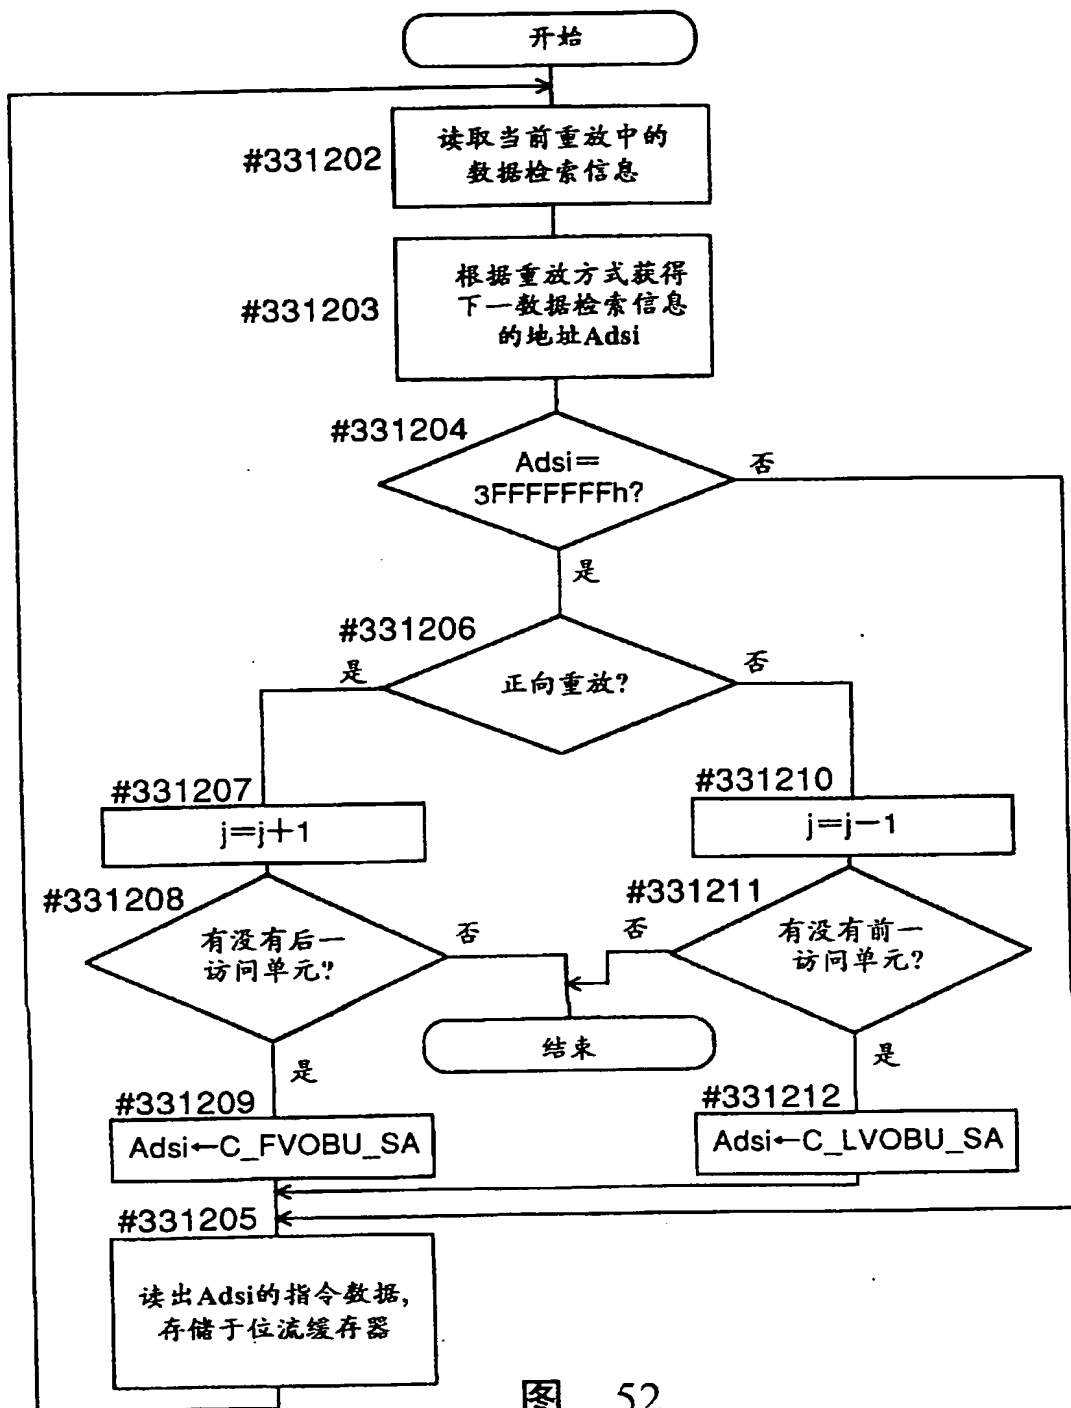 开始
#331202
读取当前重放中的
数据检索信息
#331203
根据重放方式获得
下一数据检索信息
的地址Adsi
#331204
Adsi=
3FFFFFFFh?
否
是
#331206
是
正向重放?
否
#331207
j=j+1
#331210
j=j-1
#331208
有没有后一
访问单元?
否
#331211
有没有前一
访问单元?
否
结束
是
是
#331209
Adsi←C_FVOBU_SA
#331212
Adsi←C_LVOBU_SA
#331205
读出Adsi的指令数据,
存储于位流缓存器
图 52